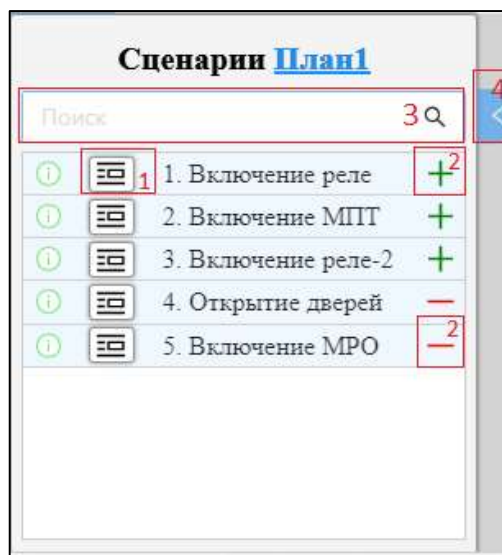 Сценарии План1
Поиск 3
4
1 1. Включение реле 2
2. Включение МПТ
3. Включение реле-2
4. Открытие дверей
5. Включение МРО 2